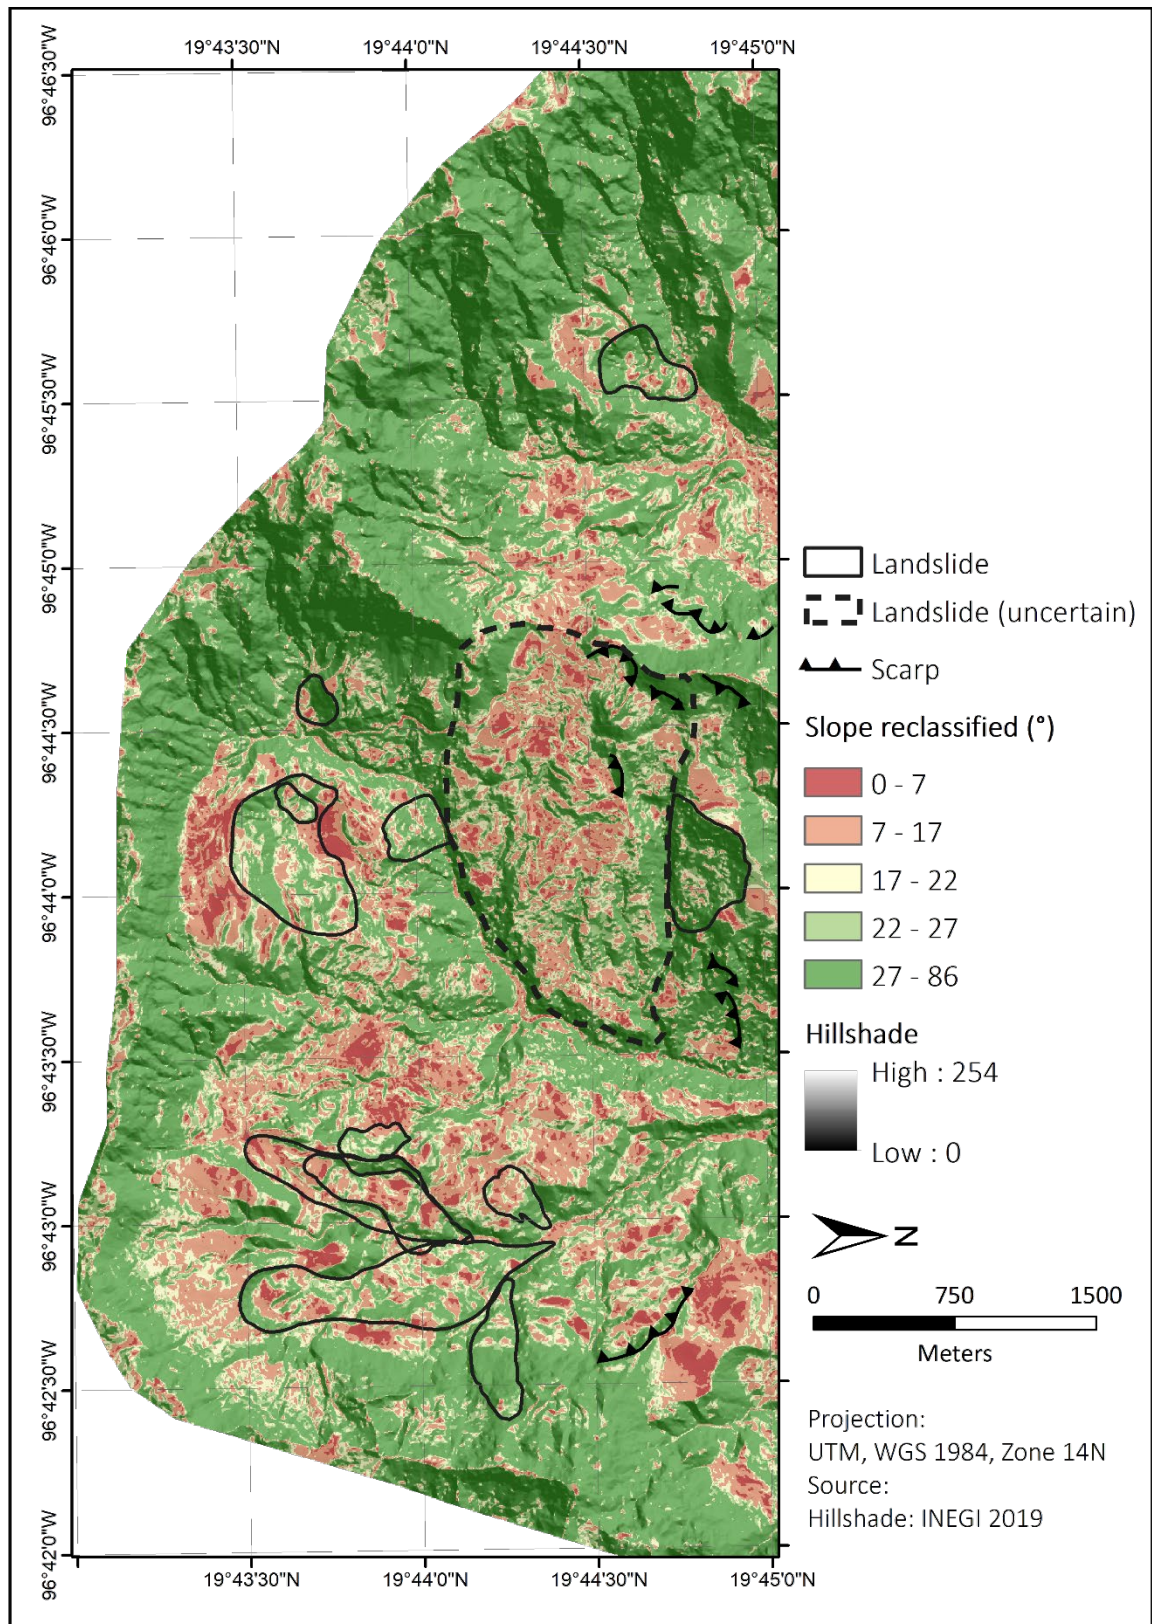 19°43'30"N 19°44'0"N 19°44'30"N 19°45'0"N
96°46'30"W
96°46'0"W
96°45'30"W
96°45'0"W
96°44'30"W
96°44'0"W
96°43'30"W
96°43'0"W
96°42'30"W
96°42'0"W
Landslide
Landslide (uncertain)
Scarp
Slope reclassified (°)
0 - 7
7 - 17
17 - 22
22 - 27
27 - 86
Hillshade
High : 254
Low : 0
N
0 750 1500
Meters
Projection:
UTM, WGS 1984, Zone 14N
Source:
Hillshade: INEGI 2019
19°43'30"N 19°44'0"N 19°44'30"N 19°45'0"N